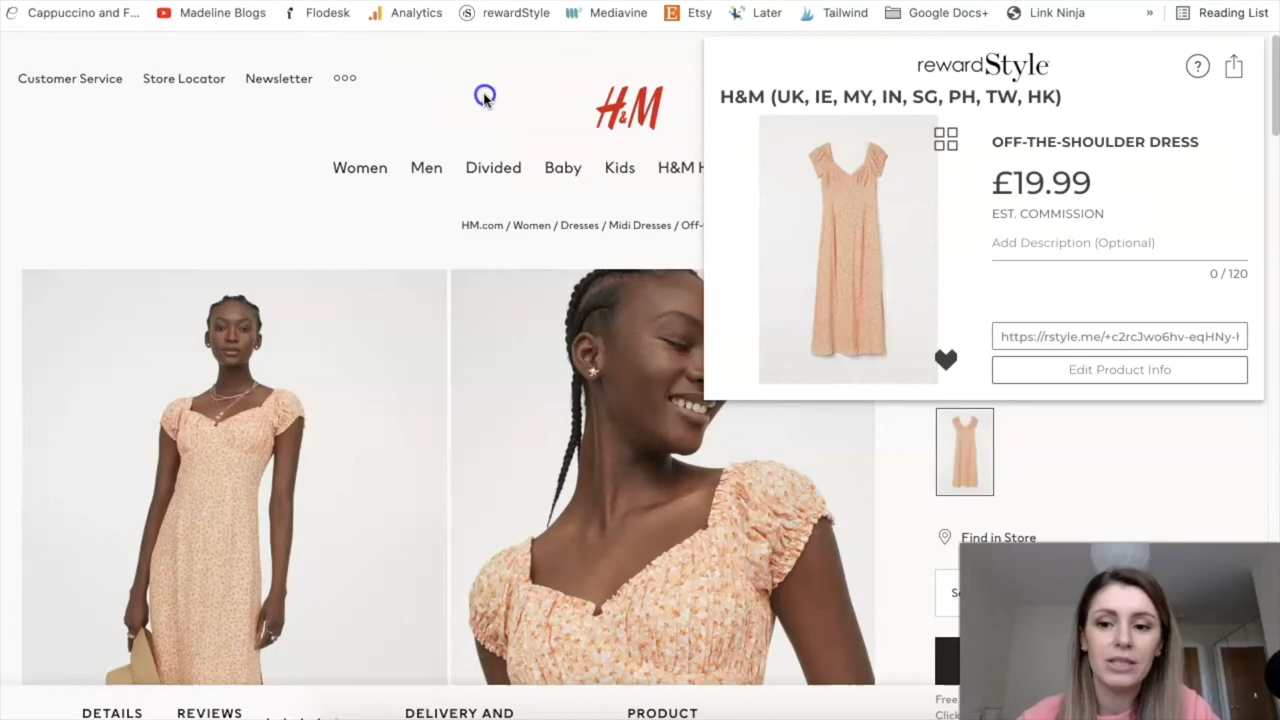 Cappuccino and F...
Madeline Blogs
Flodesk
Analytics
rewardStyle
Mediavine
Etsy
Later
Tailwind
Google Docs+
Link Ninja
»
Reading List
Customer Service
Store Locator
Newsletter
H&M
Women
Men
Divided
Baby
Kids
H&M H
HM.com / Women / Dresses / Midi Dresses / Off-
rewardStyle
?
H&M (UK, IE, MY, IN, SG, PH, TW, HK)
OFF-THE-SHOULDER DRESS
£19.99
EST. COMMISSION
Add Description (Optional)
0 / 120
https://rstyle.me/+c2rcJwo6hv-eqHNy-
Edit Product Info
Find in Store
Free
Click
DETAILS
REVIEWS
DELIVERY AND
PRODUCT